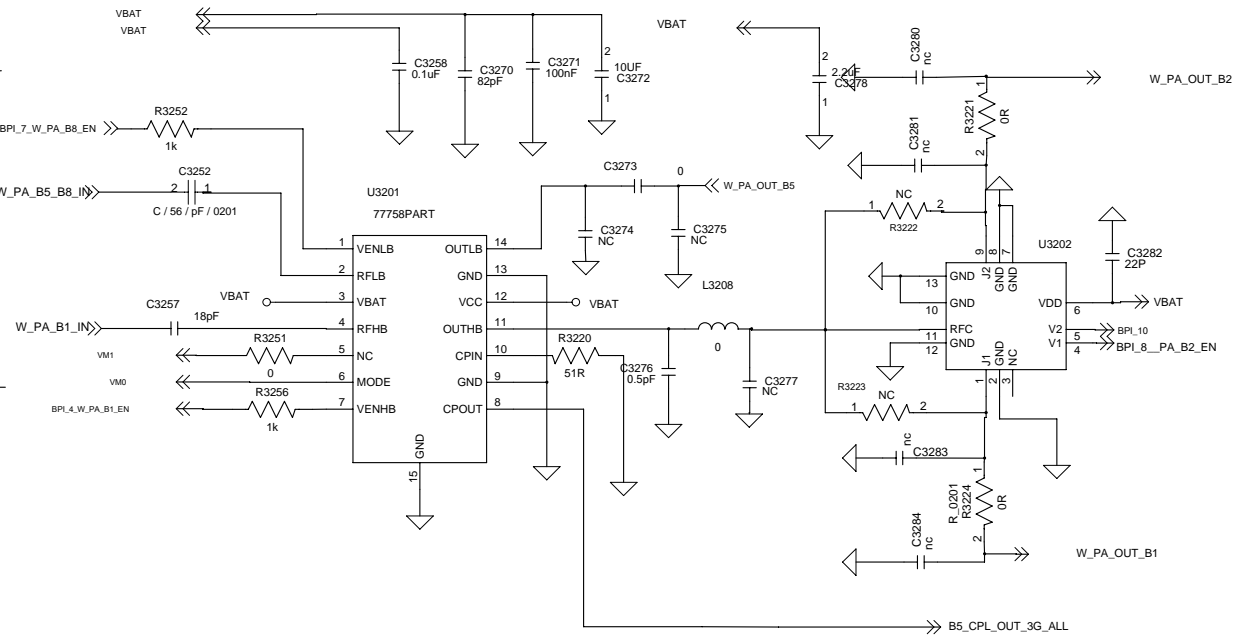 VBAT
VBAT
C3258
0.1uF
C3270
82pF
C3271
100nF
2
10UF
C3272
1
VBAT
2
2.2uF
C3278
1
C3280
nc
W_PA_OUT_B2
1
R3221
0R
2
C3281
nc
BPI_7_W_PA_B8_EN
R3252
1k
W_PA_B5_B8_IN
C3252
2
1
C / 56 / pF / 0201
U3201
77758PART
C3273
0
W_PA_OUT_B5
C3274
NC
C3275
NC
1 VENLB
2 RFLB
3 VBAT
4 RFHB
5 NC
6 MODE
7 VENHB
OUTLB 14
GND 13
VCC 12
OUTHB 11
CPIN 10
GND 9
CPOUT 8
GND
15
VBAT
VBAT
C3257
18pF
W_PA_B1_IN
VM1
R3251
0
VM0
BPI_4_W_PA_B1_EN
R3256
1k
R3220
51R
L3208
0
C3276
0.5pF
C3277
NC
NC
1
2
R3222
R3223
NC
1
2
U3202
9
8
7
J2
GND
GND
13 GND
10 GND
RFC
11
GND
12
VDD
6
V2
5
V1
4
J1
GND
NC
1
2
3
C3282
22P
VBAT
BPI_10
BPI_8__PA_B2_EN
nc
C3283
1
R_0201
R3224
0R
2
C3284
nc
W_PA_OUT_B1
B5_CPL_OUT_3G_ALL